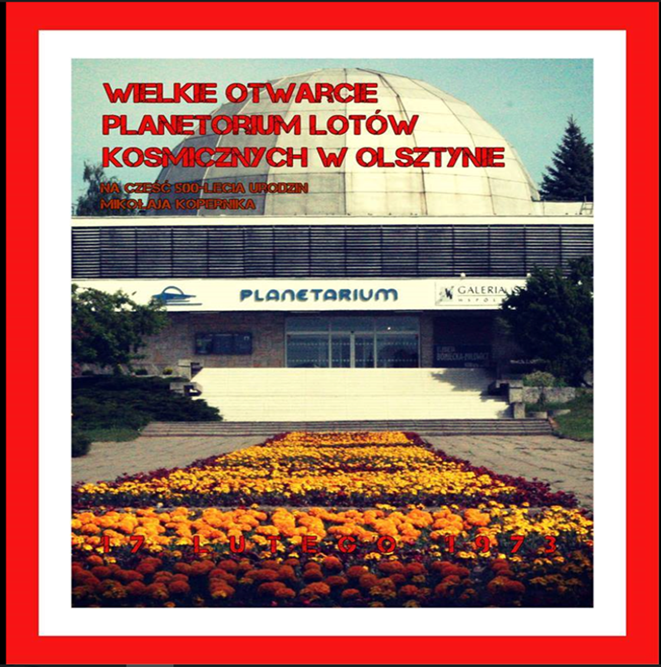 WIELKIE OTWARCIE
PLANETORIUM LOTÓW
KOSMICZNYCH W OLSZTYNIE
NA CZEŚĆ 500-LECIA URODZIN
MIKOŁAJA KOPERNIKA
PLANETARIUM
GALERIA
17 LUTEGO 1973